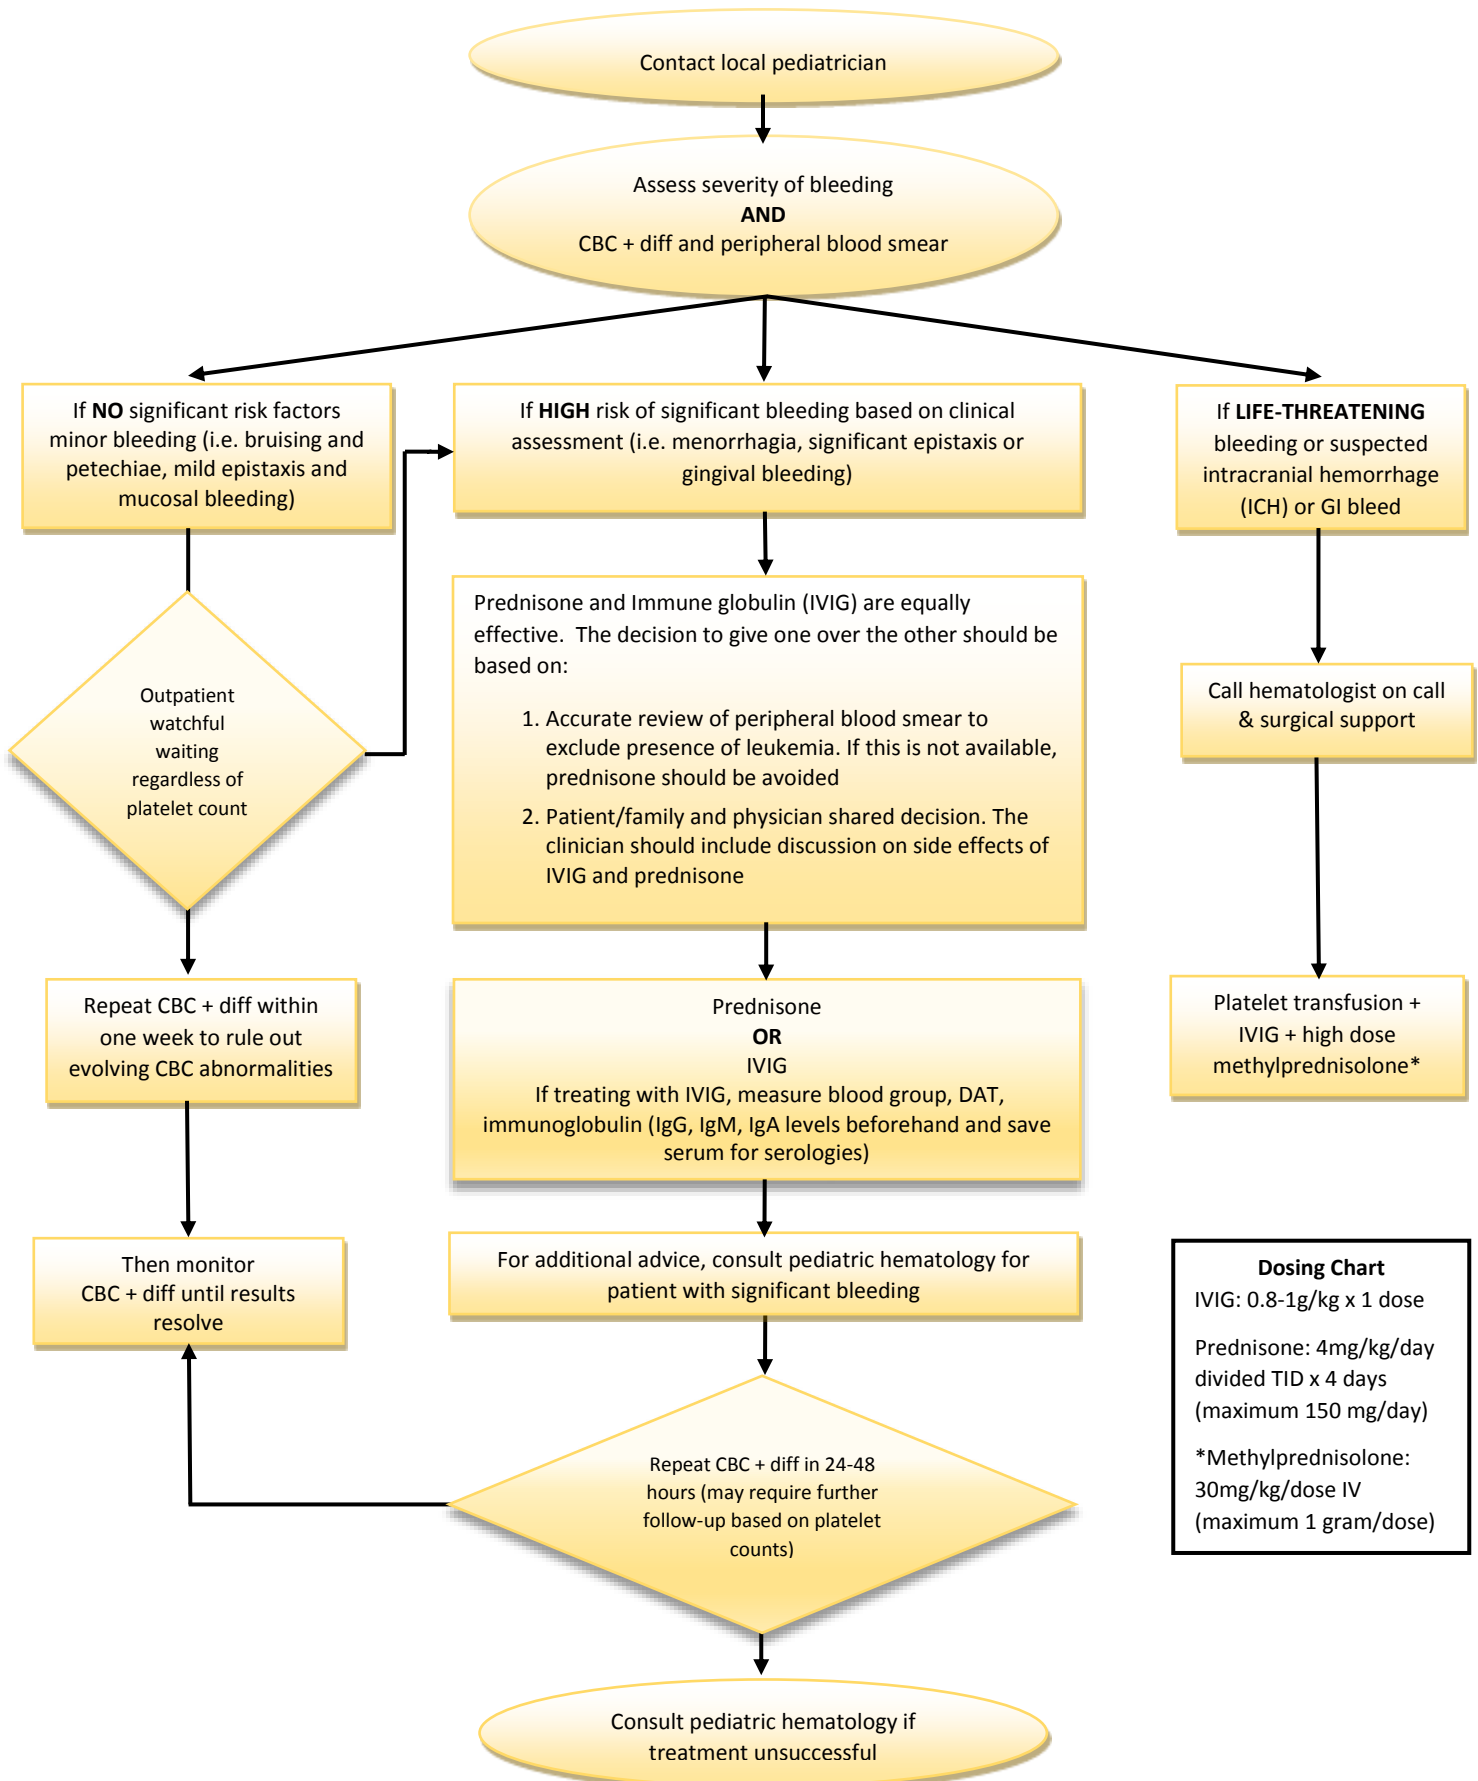 Contact local pediatrician
Assess severity of bleeding
AND
CBC + diff and peripheral blood smear
If NO significant risk factors
minor bleeding (i.e. bruising and
petechiae, mild epistaxis and
mucosal bleeding)
If HIGH risk of significant bleeding based on clinical
assessment (i.e. menorrhagia, significant epistaxis or
gingival bleeding)
If LIFE-THREATENING
bleeding or suspected
intracranial hemorrhage
(ICH) or GI bleed
Outpatient
watchful
waiting
regardless of
platelet count
Prednisone and Immune globulin (IVIG) are equally
effective. The decision to give one over the other should be
based on:
1. Accurate review of peripheral blood smear to
exclude presence of leukemia. If this is not available,
prednisone should be avoided
2. Patient/family and physician shared decision. The
clinician should include discussion on side effects of
IVIG and prednisone
Call hematologist on call
& surgical support
Repeat CBC + diff within
one week to rule out
evolving CBC abnormalities
Prednisone
OR
IVIG
If treating with IVIG, measure blood group, DAT,
immunoglobulin (IgG, IgM, IgA levels beforehand and save
serum for serologies)
Platelet transfusion +
IVIG + high dose
methylprednisolone*
Then monitor
CBC + diff until results
resolve
For additional advice, consult pediatric hematology for
patient with significant bleeding
Dosing Chart
IVIG: 0.8-1g/kg x 1 dose
Prednisone: 4mg/kg/day
divided TID x 4 days
(maximum 150 mg/day)
*Methylprednisolone:
30mg/kg/dose IV
(maximum 1 gram/dose)
Repeat CBC + diff in 24-48
hours (may require further
follow-up based on platelet
counts)
Consult pediatric hematology if
treatment unsuccessful